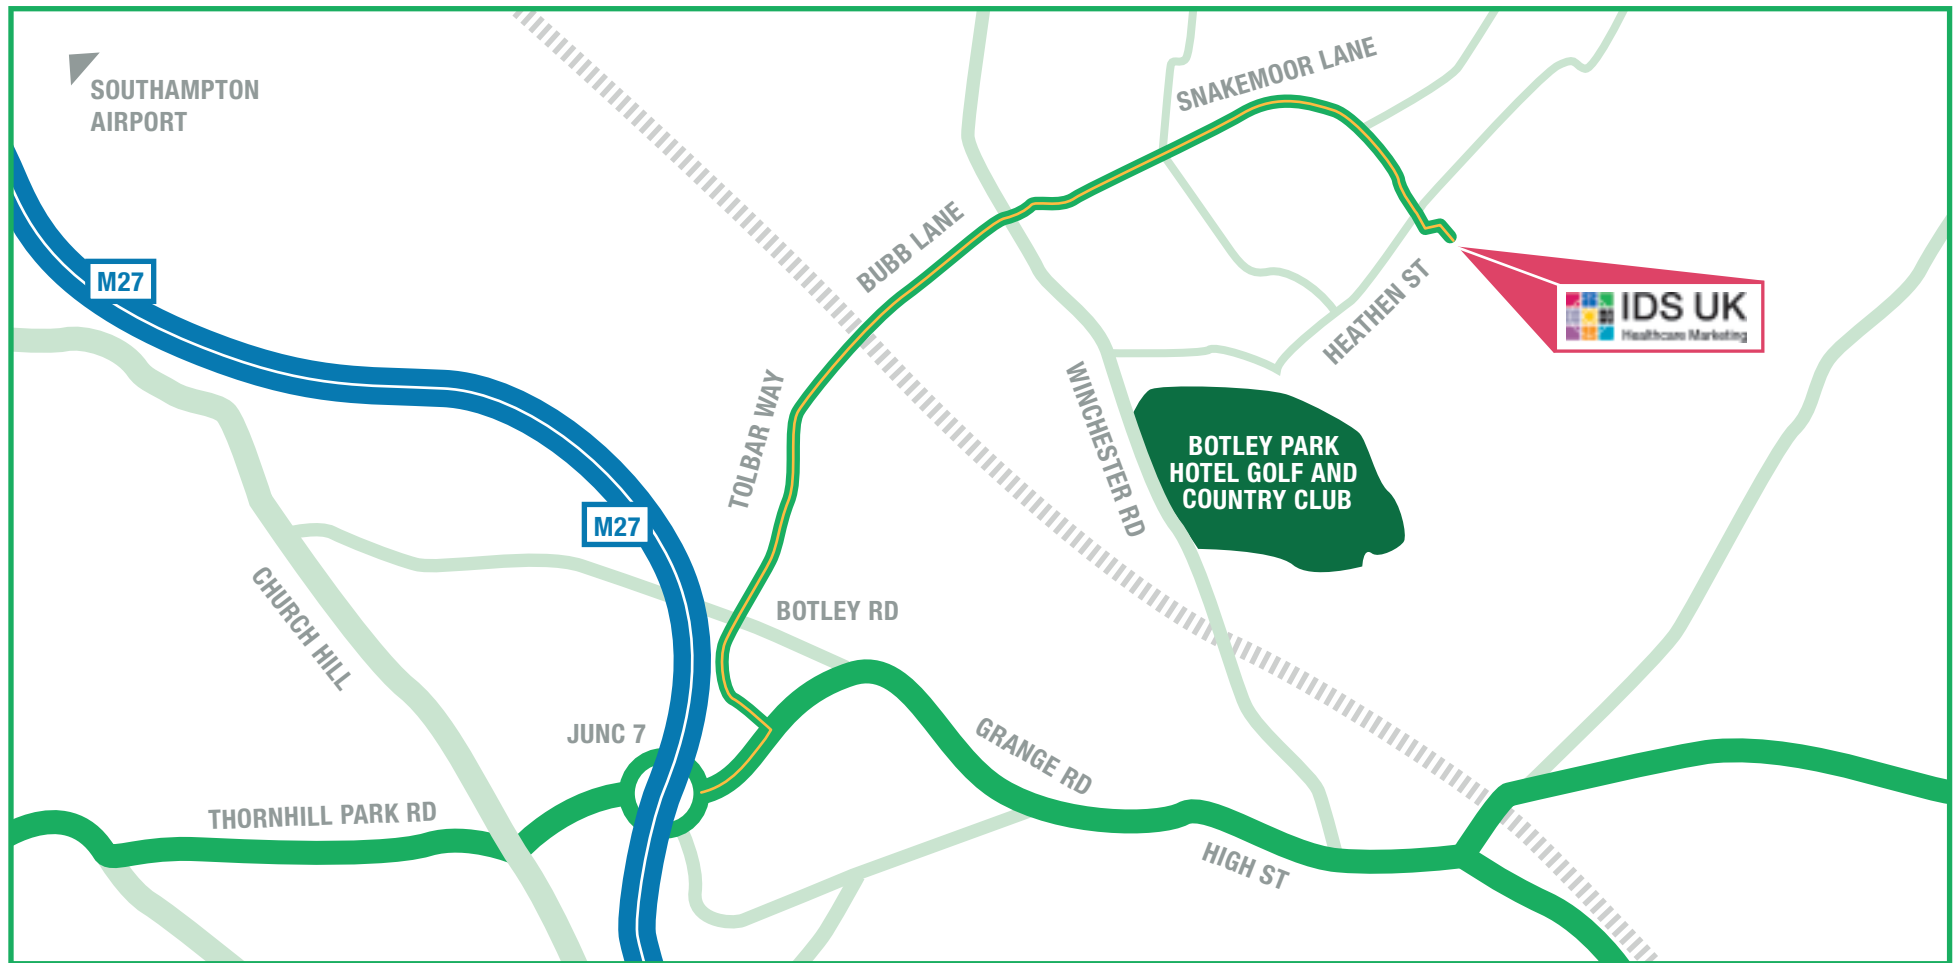 SOUTHAMPTON
AIRPORT
SNAKEMOOR LANE
BUBB LANE
M27
HEATHEN ST
IDS UK
Healthcare Marketing
TOLBAR WAY
WINCHESTER RD
BOTLEY PARK
HOTEL GOLF AND
COUNTRY CLUB
M27
CHURCH HILL
BOTLEY RD
JUNC 7
GRANGE RD
THORNHILL PARK RD
HIGH ST